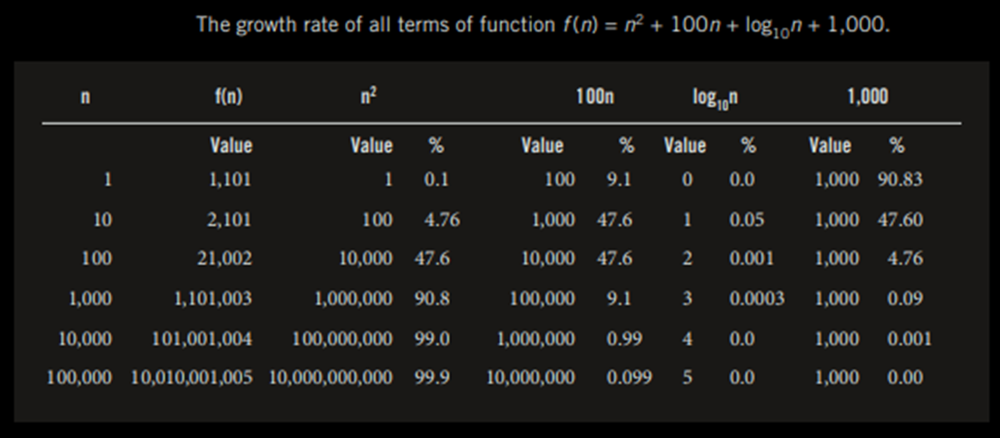 The growth rate of all terms of function f(n) = n² + 100n + log₁₀n + 1,000.
n f(n) n² 100n log₁₀n 1,000
Value Value % Value % Value % Value %
1 1,101 1 0.1 100 9.1 0 0.0 1,000 90.83
10 2,101 100 4.76 1,000 47.6 1 0.05 1,000 47.60
100 21,002 10,000 47.6 10,000 47.6 2 0.001 1,000 4.76
1,000 1,101,003 1,000,000 90.8 100,000 9.1 3 0.0003 1,000 0.09
10,000 101,001,004 100,000,000 99.0 1,000,000 0.99 4 0.0 1,000 0.001
100,000 10,010,001,005 10,000,000,000 99.9 10,000,000 0.099 5 0.0 1,000 0.00